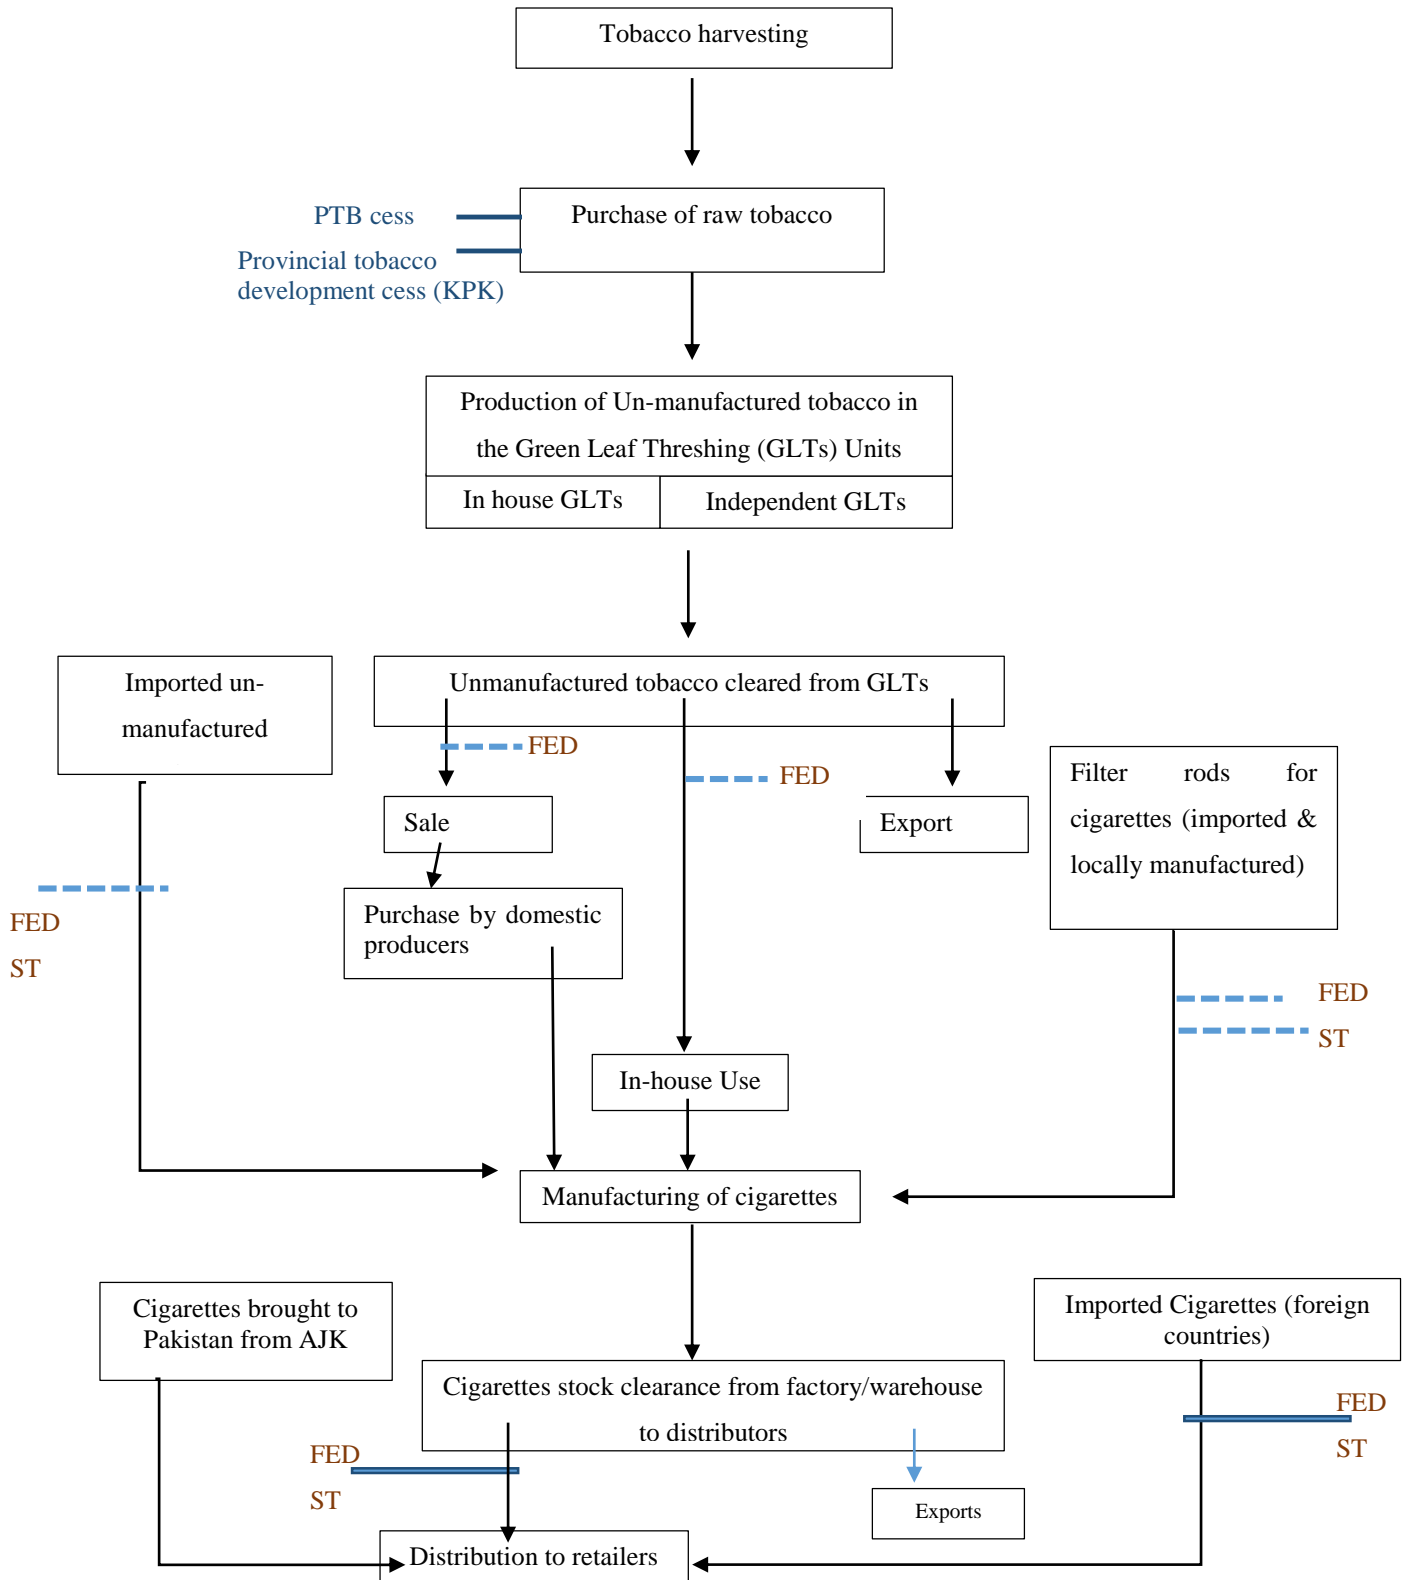 Tobacco harvesting
PTB cess
Purchase of raw tobacco
Provincial tobacco
development cess (KPK)
Production of Un-manufactured tobacco in
the Green Leaf Threshing (GLTs) Units
In house GLTs
Independent GLTs
Imported un-
manufactured
Unmanufactured tobacco cleared from GLTs
FED
FED
Filter rods for
cigarettes (imported &
locally manufactured)
Sale
Export
Purchase by domestic
producers
FED
ST
FED
ST
In-house Use
Manufacturing of cigarettes
Cigarettes brought to
Pakistan from AJK
Imported Cigarettes (foreign
countries)
Cigarettes stock clearance from factory/warehouse
to distributors
FED
ST
FED
ST
Exports
Distribution to retailers